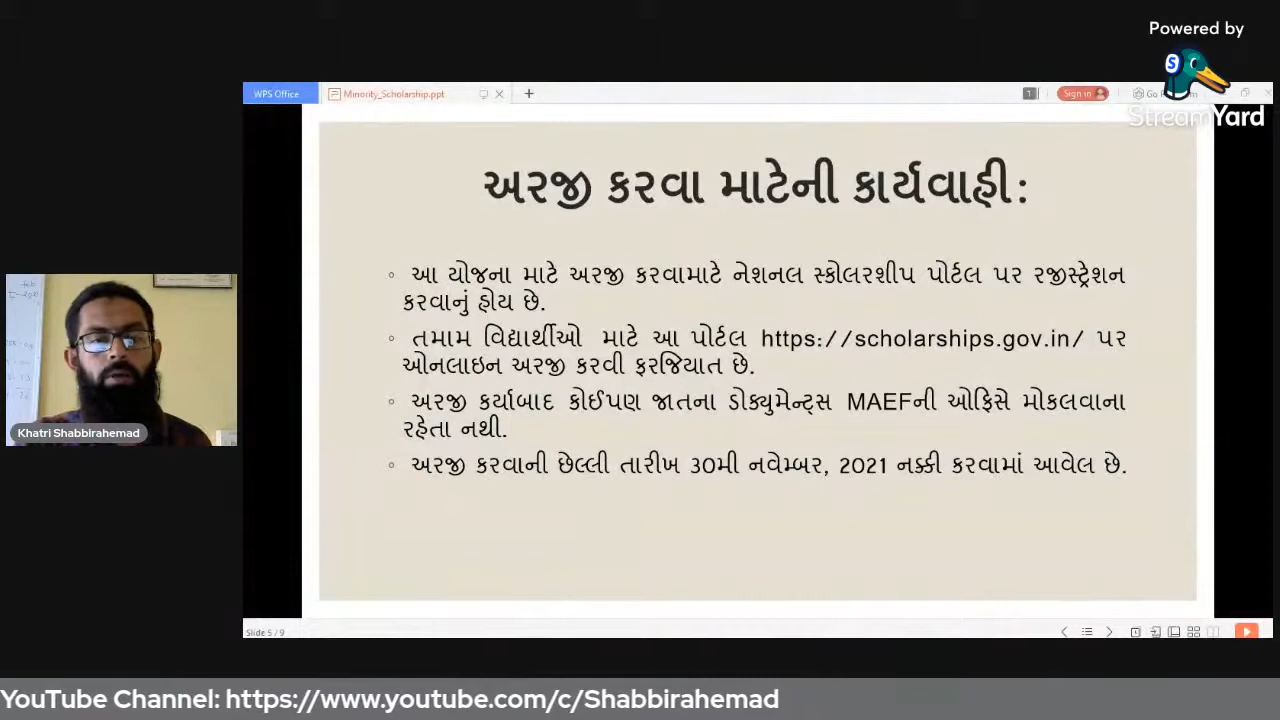 Powered by
StreamYard
WPS Office
Minority_Scholarship.ppt
1
Sign in
અરજી કરવા માટેની કાર્યવાહી:
આ યોજના માટે અરજી કરવામાટે નેશનલ સ્કોલરશીપ પોર્ટલ પર રજીસ્ટ્રેશન
કરવાનું હોય છે.
તમામ વિદ્યાર્થીઓ માટે આ પોર્ટલ https://scholarships.gov.in/ પર
ઓનલાઇન અરજી કરવી ફરજિયાત છે.
અરજી કર્યાબાદ કોઈપણ જાતના ડોક્યુમેન્ટ્સ MAEFની ઓફિસે મોકલવાના
રહેતા નથી.
અરજી કરવાની છેલ્લી તારીખ ૩૦મી નવેમ્બર, 2021 નક્કી કરવામાં આવેલ છે.
Khatri Shabbirahemad
Slide 5 / 9
YouTube Channel: https://www.youtube.com/c/Shabbirahemad